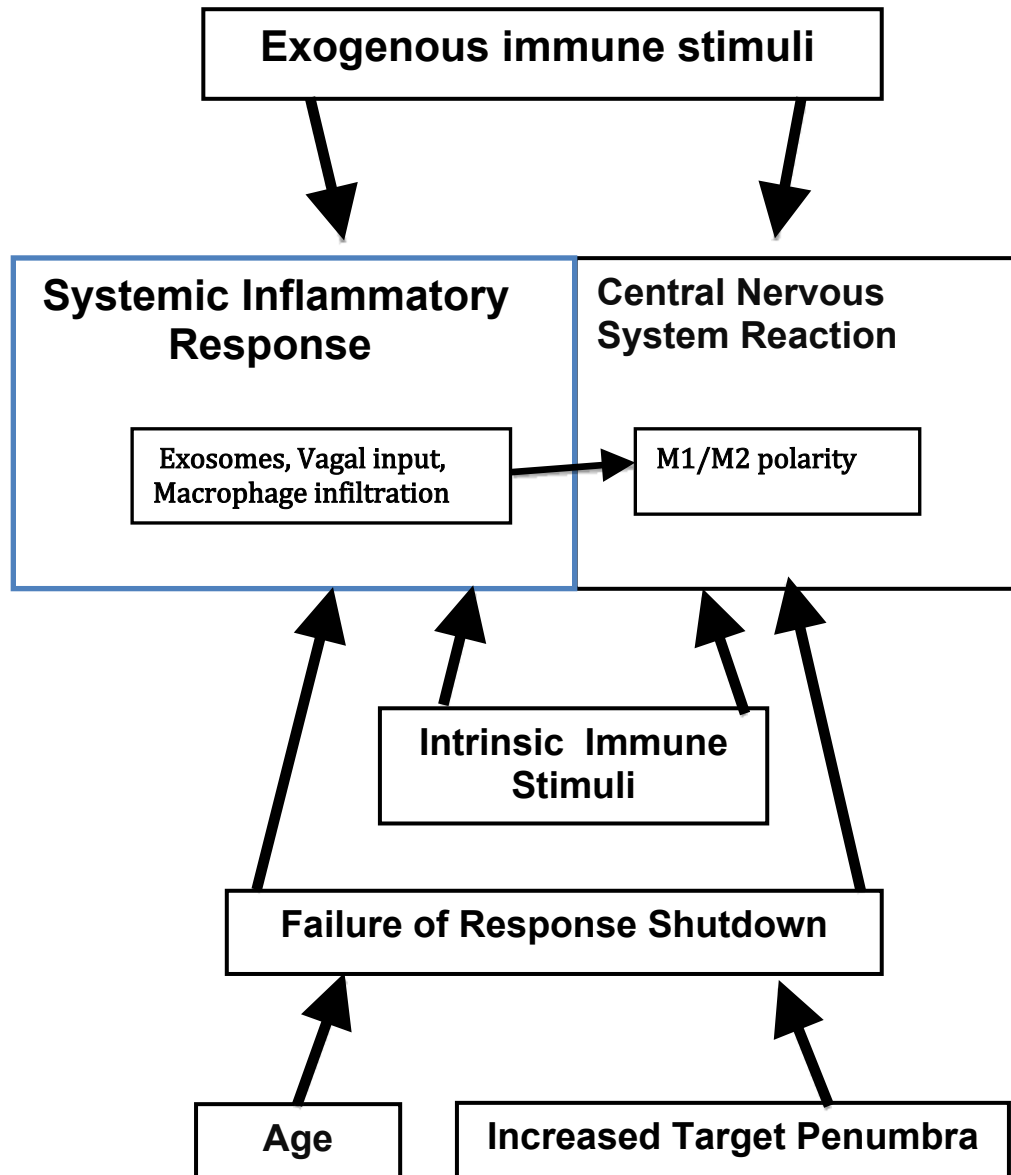 Exogenous immune stimuli
Systemic Inflammatory
Response
Central Nervous
System Reaction
Exosomes, Vagal input,
Macrophage infiltration
M1/M2 polarity
Intrinsic Immune
Stimuli
Failure of Response Shutdown
Age
Increased Target Penumbra